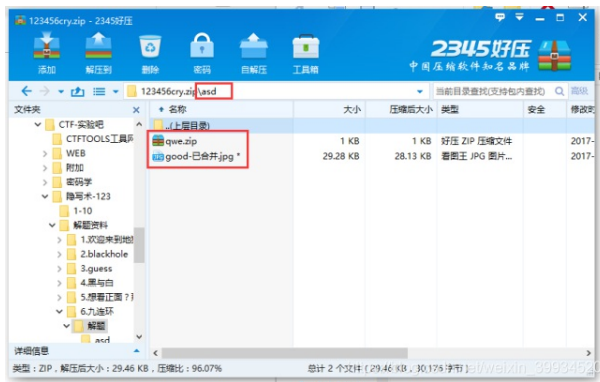 123456cry.zip - 2345好压
添加
解压到
删除
密码
自解压
工具箱
2345好压
中国压缩软件知名品牌
123456cry.zip\asd
当前目录查找(支持包内查找)
高级
文件夹
名称
大小
压缩后大小
类型
安全
修改时
CTF-实验吧
..(上层目录)
CTFTOOLS工具
qwe.zip
1 KB
1 KB
好压 ZIP 压缩文件
2017-
WEB
good-已合并.jpg *
29.28 KB
28.13 KB
看图王 JPG 图片...
2017-
附加
密码学
隐写术-123
1-10
解题资料
1.欢迎来到地
2.blackhole
3.guess
4.黑与白
5.想看正面？
6.九连环
解题
asd
详细信息
类型：ZIP，解压后大小：29.46 KB，压缩比：96.07%
总计 2 个文件（29.46 KB，30,176 字节）